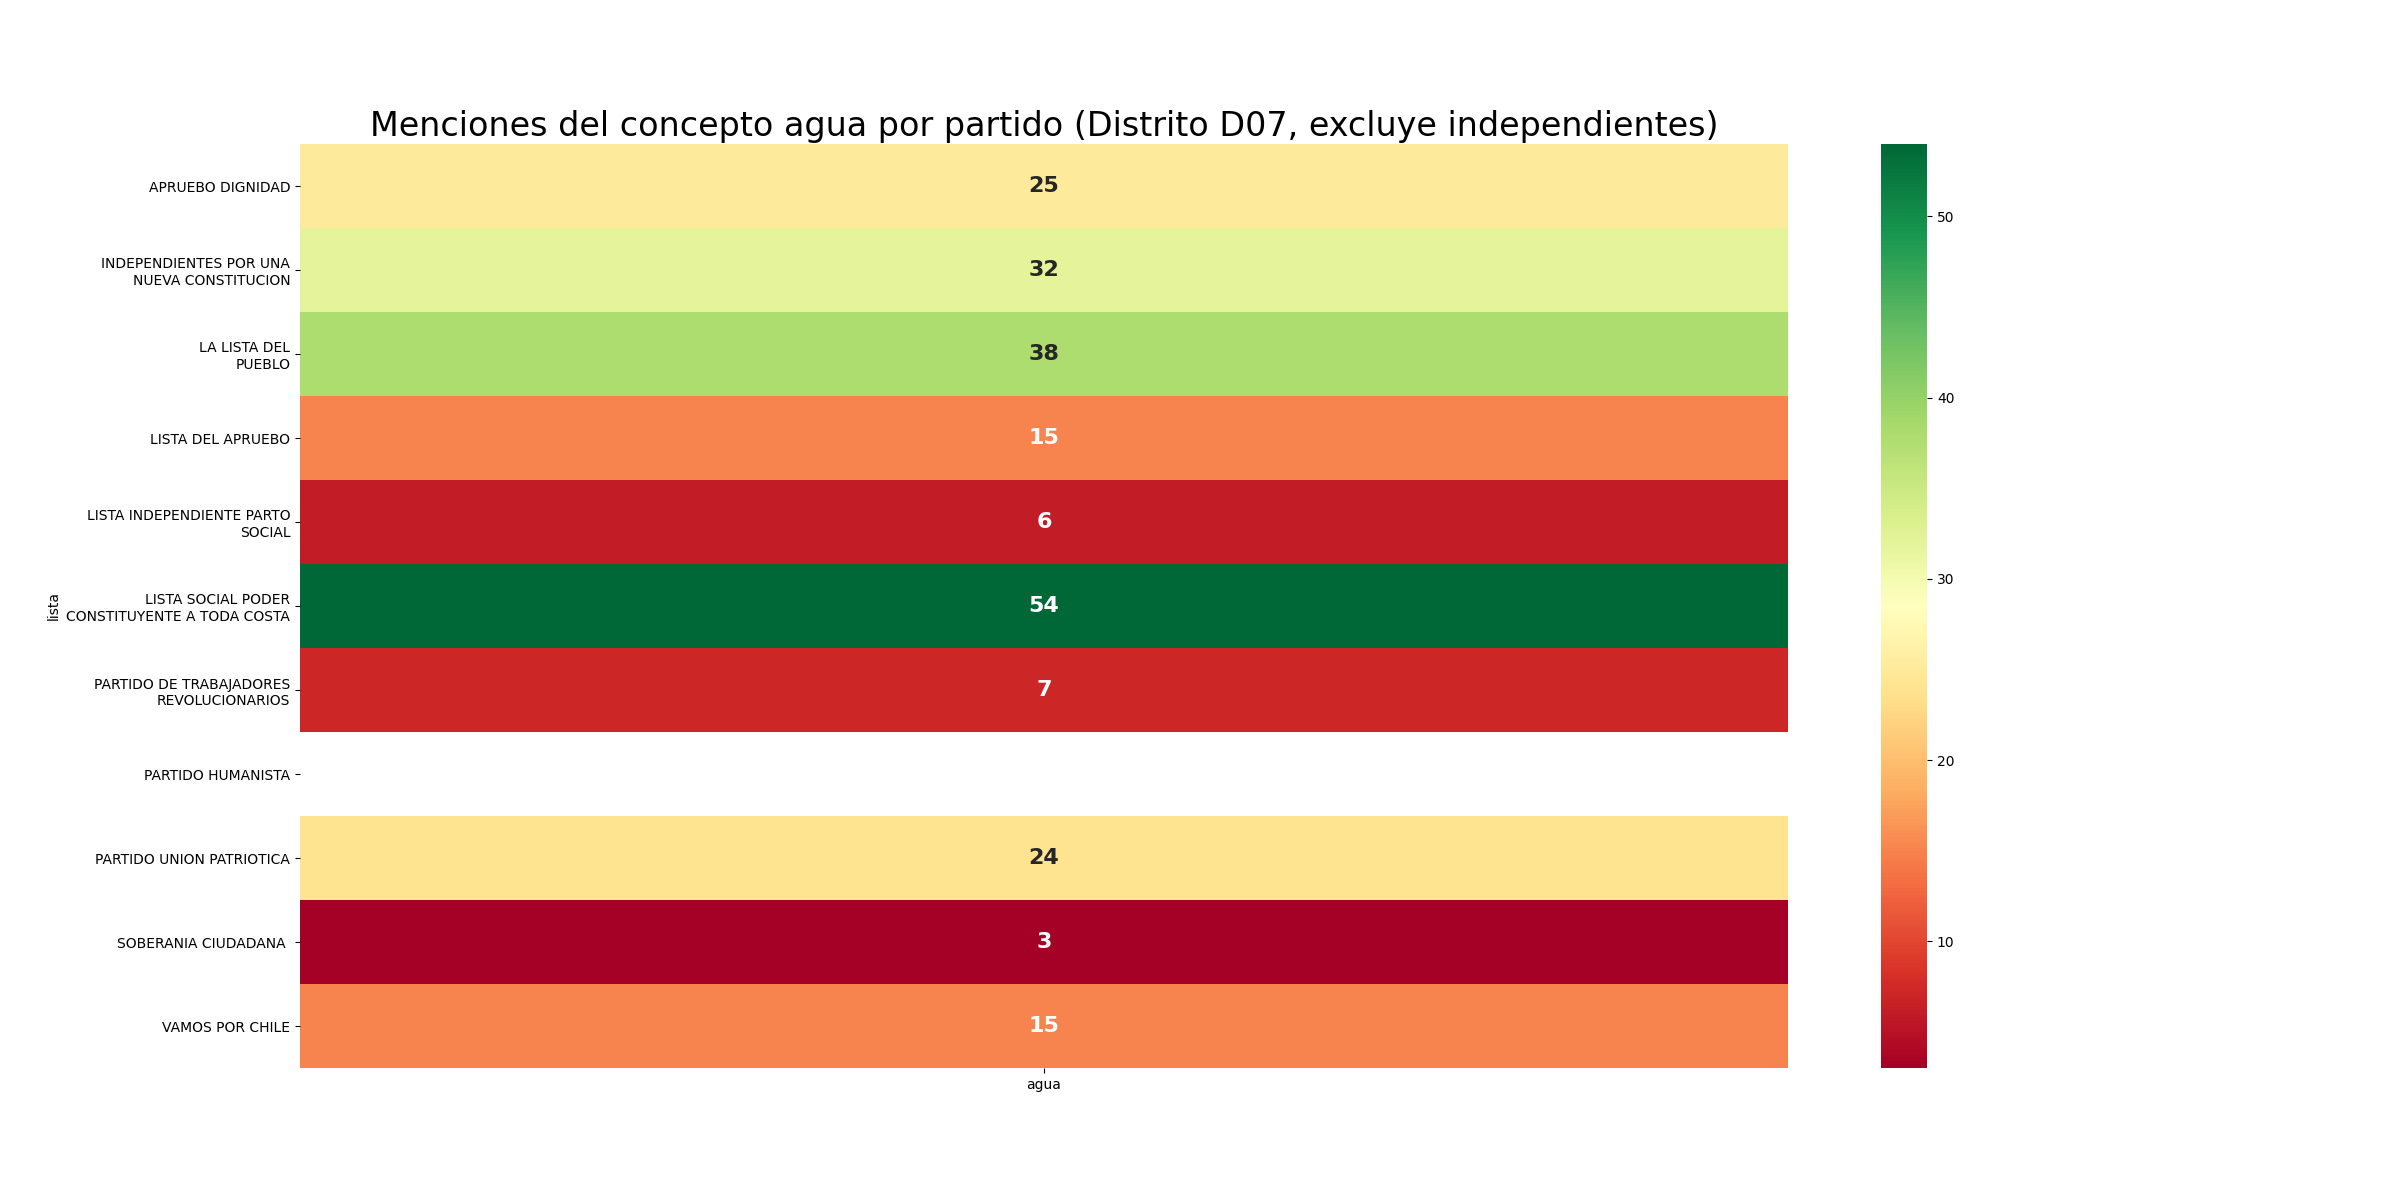 Menciones del concepto agua por partido (Distrito D07, excluye independientes)
APRUEBO DIGNIDAD
25
INDEPENDIENTES POR UNA
NUEVA CONSTITUCION
32
LA LISTA DEL
PUEBLO
38
LISTA DEL APRUEBO
15
LISTA INDEPENDIENTE PARTO
SOCIAL
6
LISTA SOCIAL PODER
CONSTITUYENTE A TODA COSTA
54
PARTIDO DE TRABAJADORES
REVOLUCIONARIOS
7
PARTIDO HUMANISTA
PARTIDO UNION PATRIOTICA
24
SOBERANIA CIUDADANA
3
VAMOS POR CHILE
15
lista
agua
50
40
30
20
10